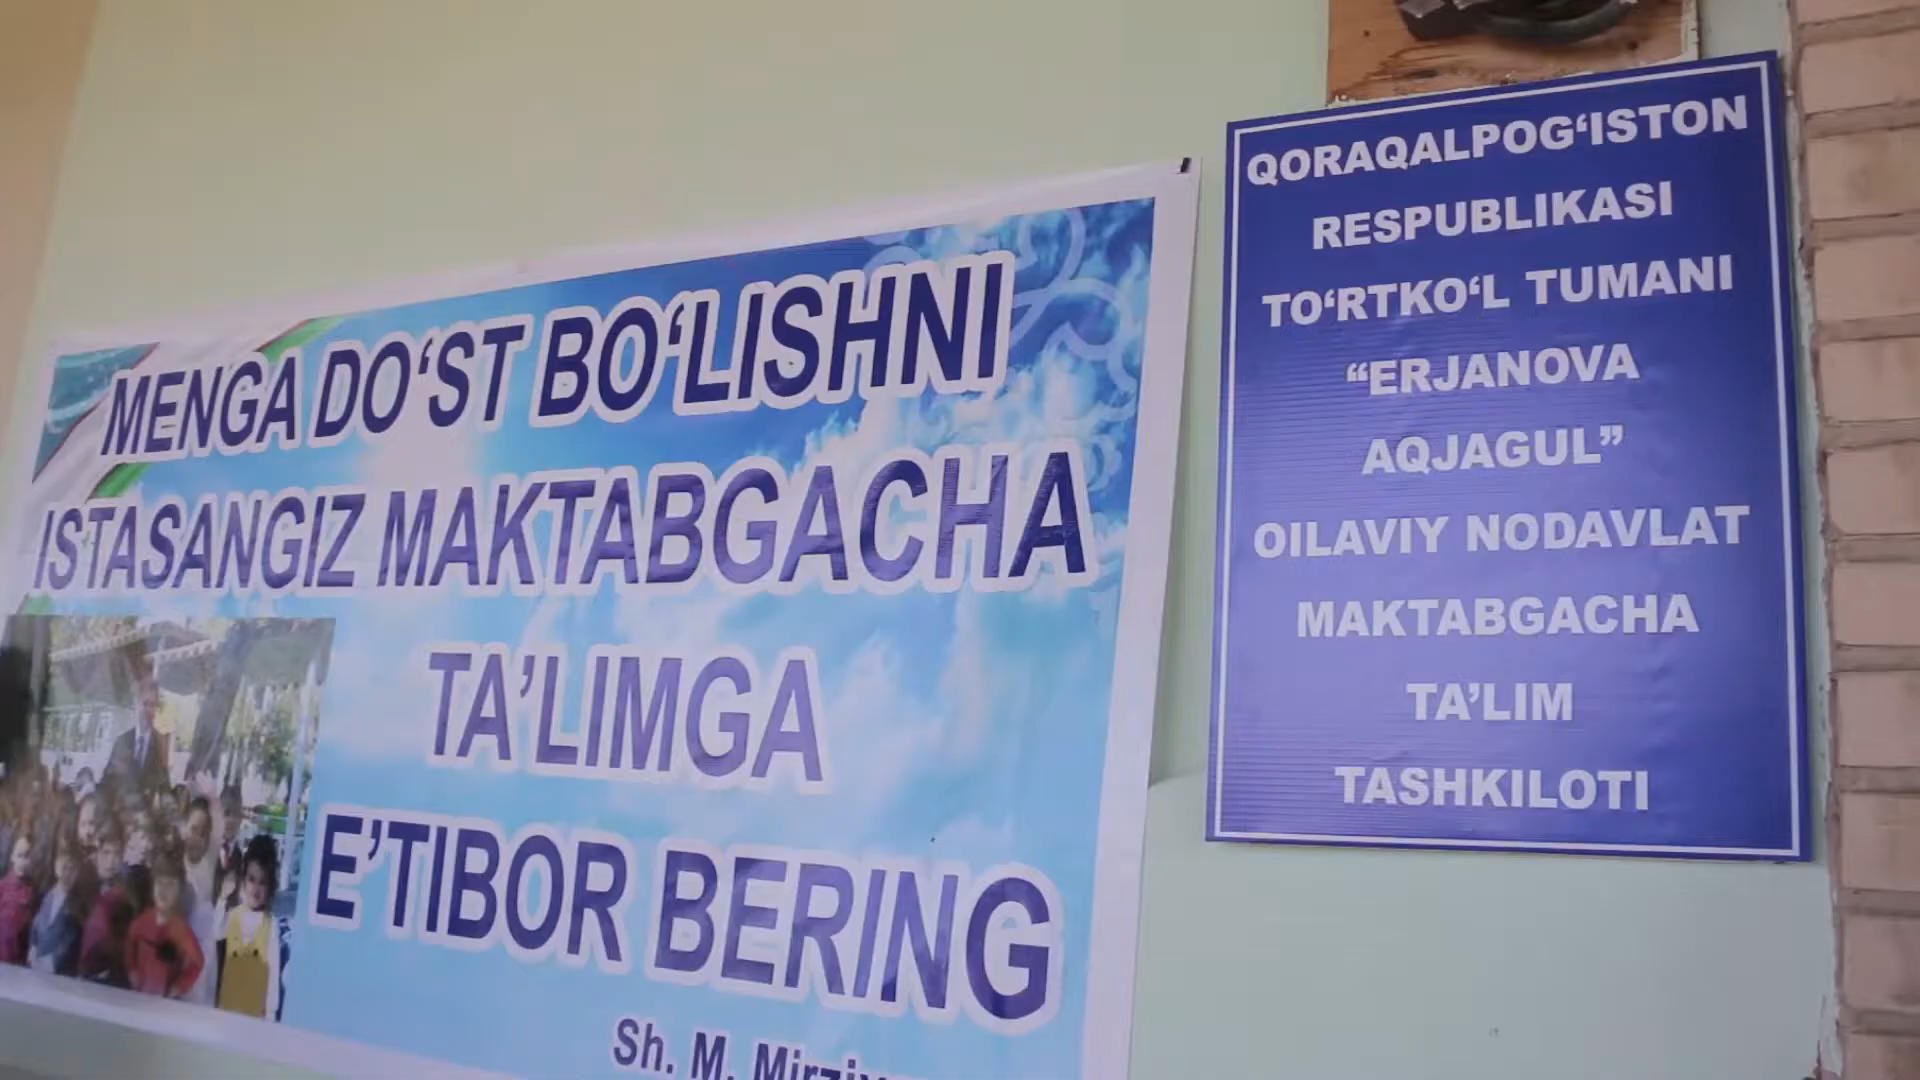 MENGA DO‘ST BO‘LISHNI
ISTASANGIZ MAKTABGACHA
TA’LIMGA
E’TIBOR BERING
Sh. M.
QORAQALPOG‘ISTON
RESPUBLIKASI
TO‘RTKO‘L TUMANI
“ERJANOVA
AQJAGUL”
OILAVIY NODAVLAT
MAKTABGACHA
TA’LIM
TASHKILOTI